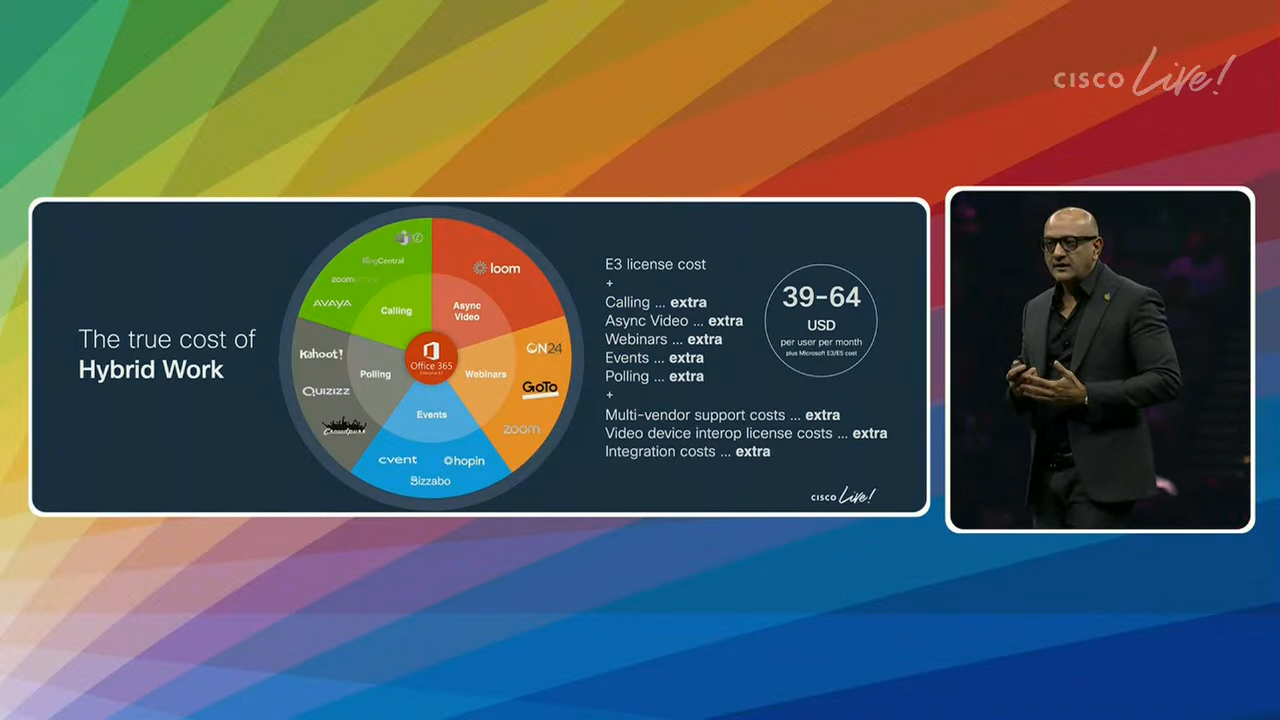 CISCO Live!
The true cost of
Hybrid Work
RingCentral
zoom
AVAYA
Calling
loom
Async
Video
Kahoot!
Quizizz
Crowdpurr
Polling
Office 365
ON24
GoTo
zoom
Webinars
Events
cvent
hopin
Bizzabo
E3 license cost
+
Calling ... extra
Async Video ... extra
Webinars ... extra
Events ... extra
Polling ... extra
+
Multi-vendor support costs ... extra
Video device interop license costs ... extra
Integration costs ... extra
39-64
USD
per user per month
plus Microsoft E3/E5 cost
CISCO Live!